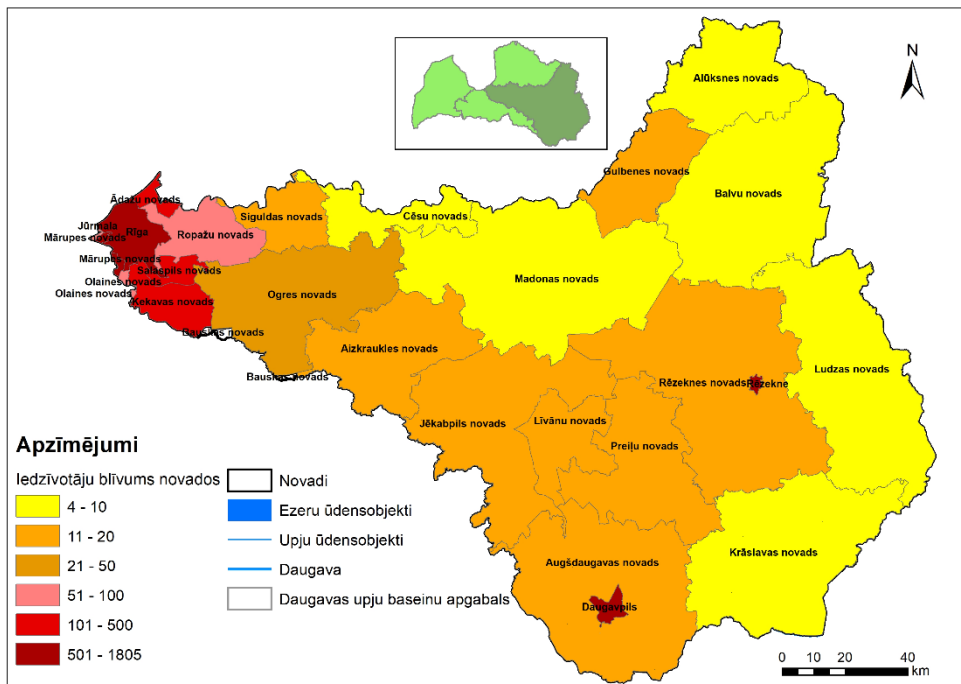 N
Alūksnes novads
Gulbenes novads
Balvu novads
Ādažu novads
Siguldas novads
Cēsu novads
Jūrmala
Rīga
Ropažu novads
Mārupes novads
Mārupes novads
Salaspils novads
Madonas novads
Olaines novads
Olaines novads
Ķekavas novads
Ogres novads
Bauskas novads
Aizkraukles novads
Bauskas novads
Rēzeknes novads
Rēzekne
Ludzas novads
Jēkabpils novads
Līvānu novads
Preiļu novads
Krāslavas novads
Augšdaugavas novads
Daugavpils
Apzīmējumi
Iedzīvotāju blīvums novados
4 - 10
11 - 20
21 - 50
51 - 100
101 - 500
501 - 1805
Novadi
Ezeru ūdensobjekti
Upju ūdensobjekti
Daugava
Daugavas upju baseinu apgabals
0 10 20 40
km